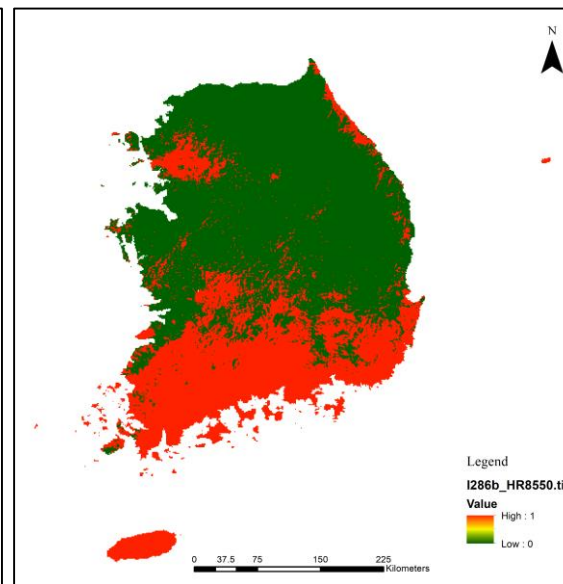 N
Legend
I286b_HR8550.ti
Value
High : 1
Low : 0
0 37.5 75 150 225
Kilometers